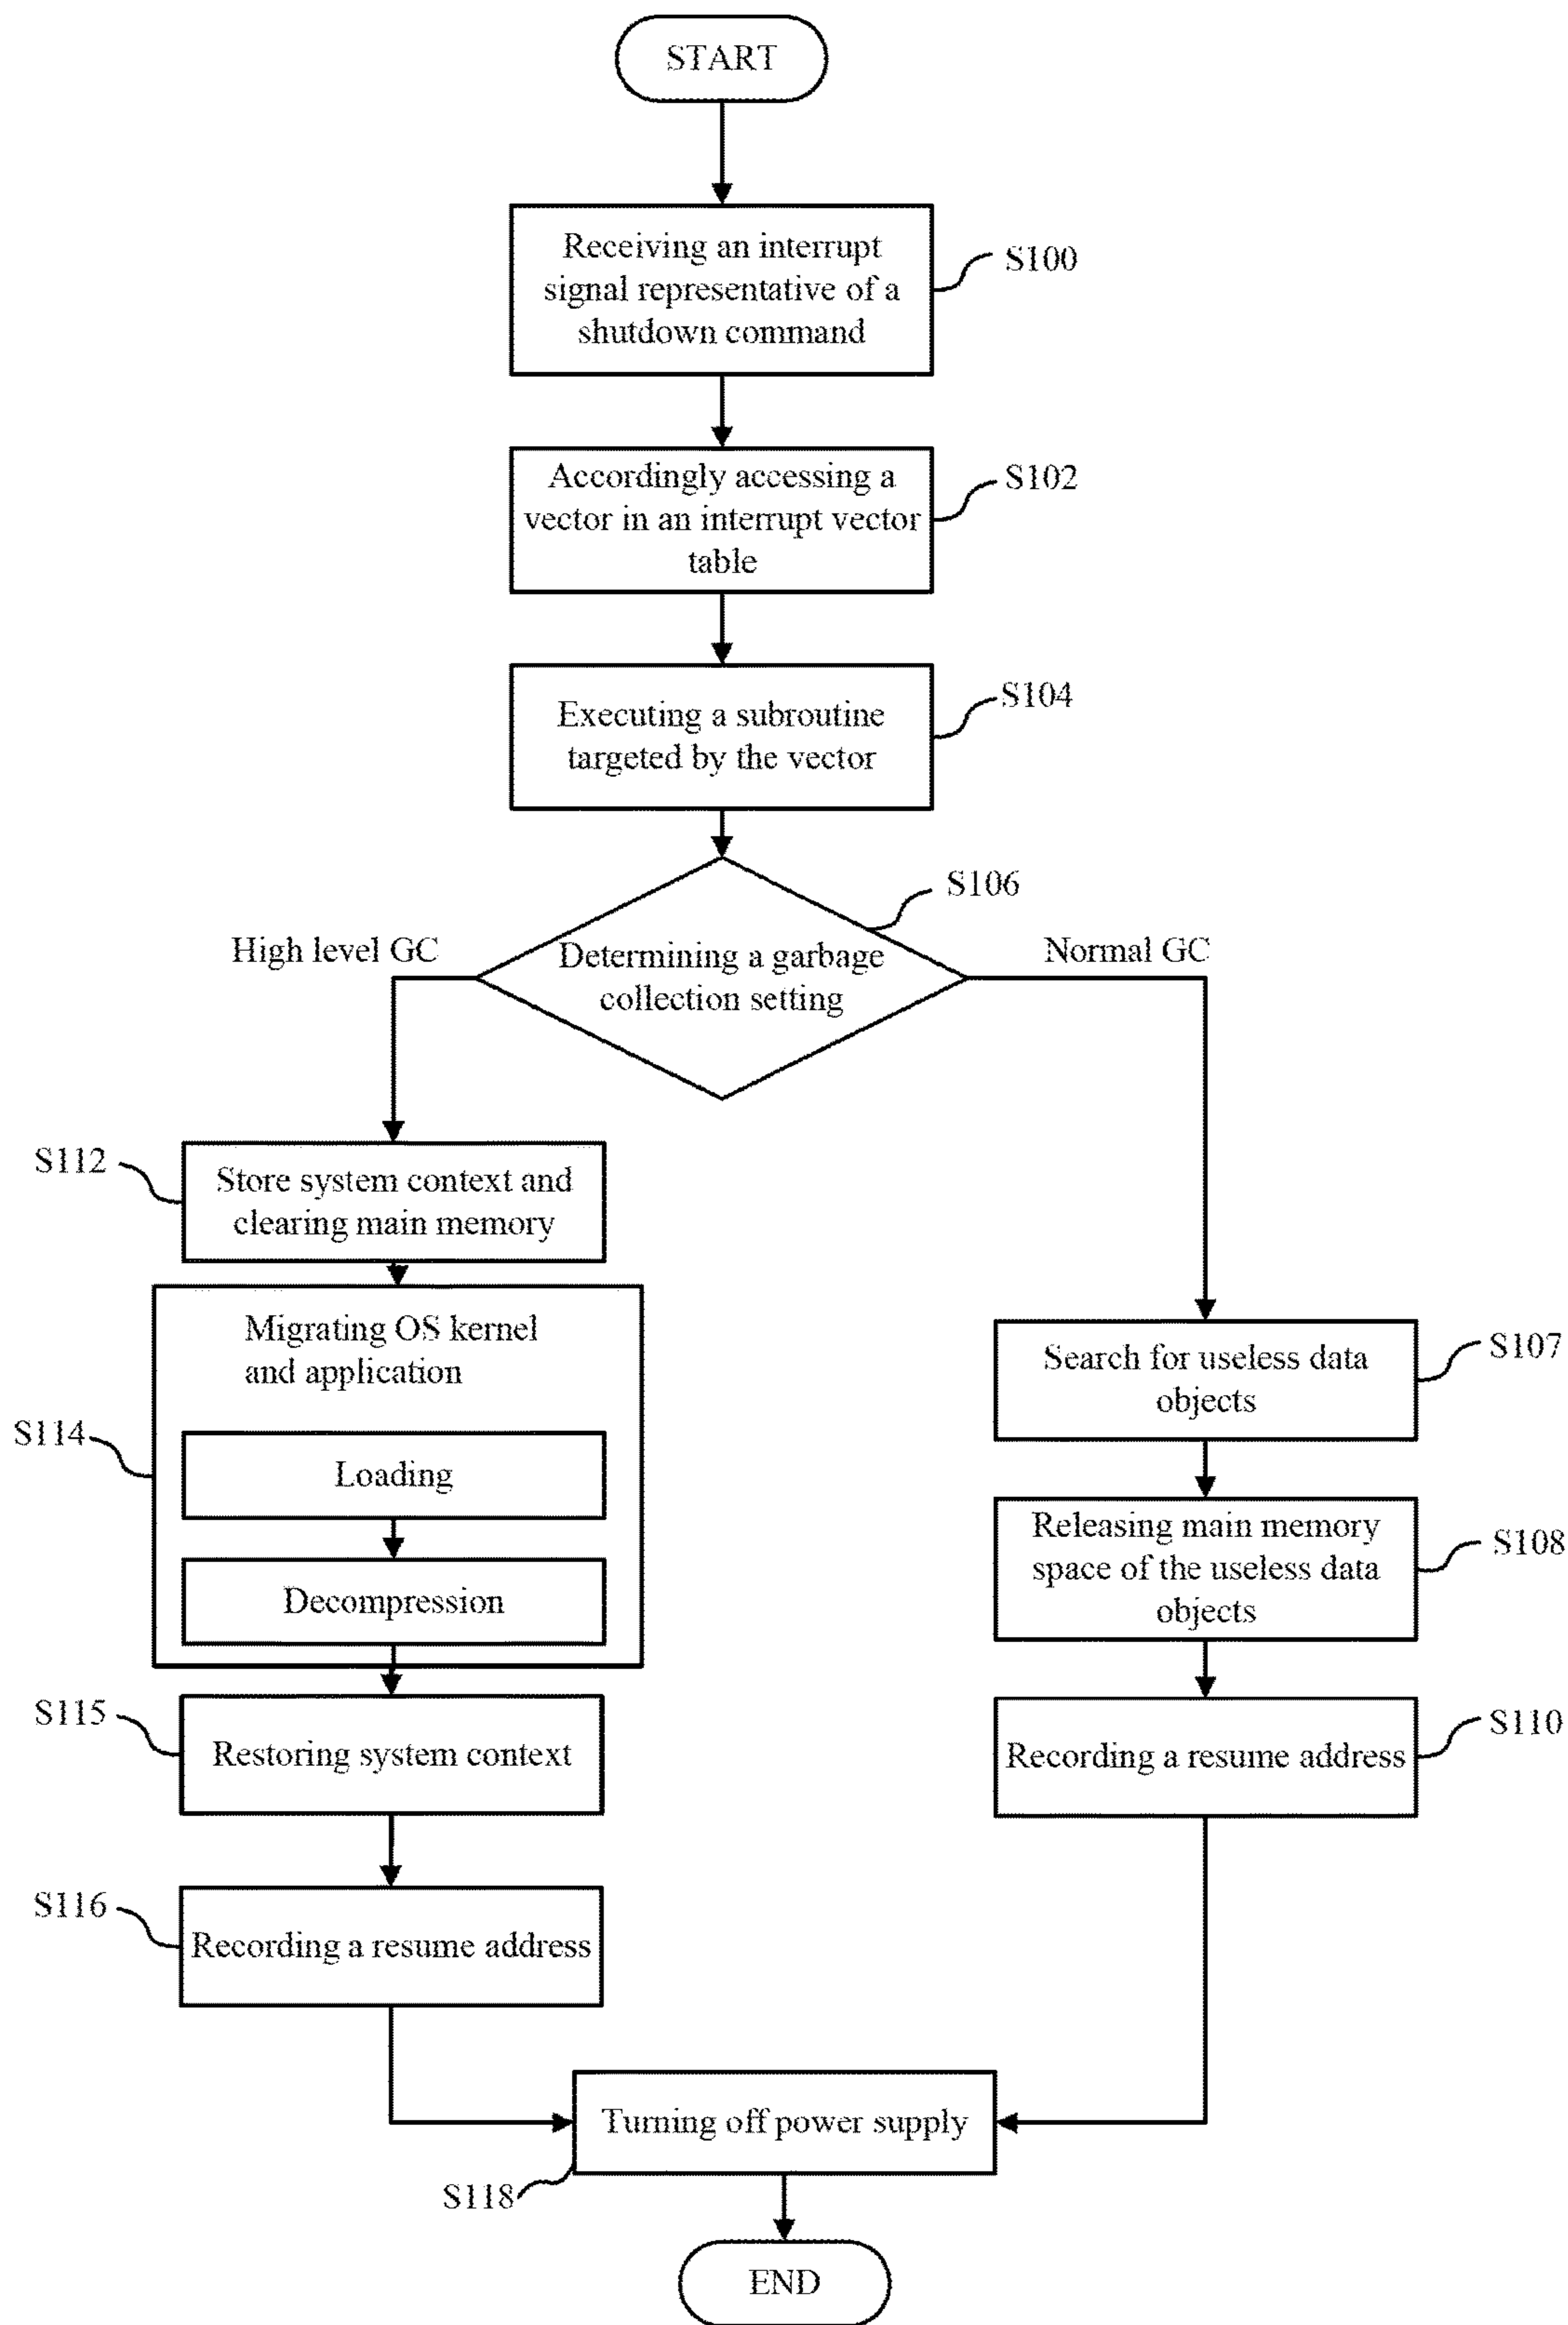 START
Receiving an interrupt
signal representative of a
shutdown command
S100
Accordingly accessing a
vector in an interrupt vector
table
S102
Executing a subroutine
targeted by the vector
S104
S106
Determining a garbage
collection setting
High level GC
Normal GC
S112
Store system context and
clearing main memory
Migrating OS kernel
and application
S114
Loading
Decompression
S115
Restoring system context
S116
Recording a resume address
Search for useless data
objects
S107
Releasing main memory
space of the useless data
objects
S108
Recording a resume address
S110
Turning off power supply
S118
END